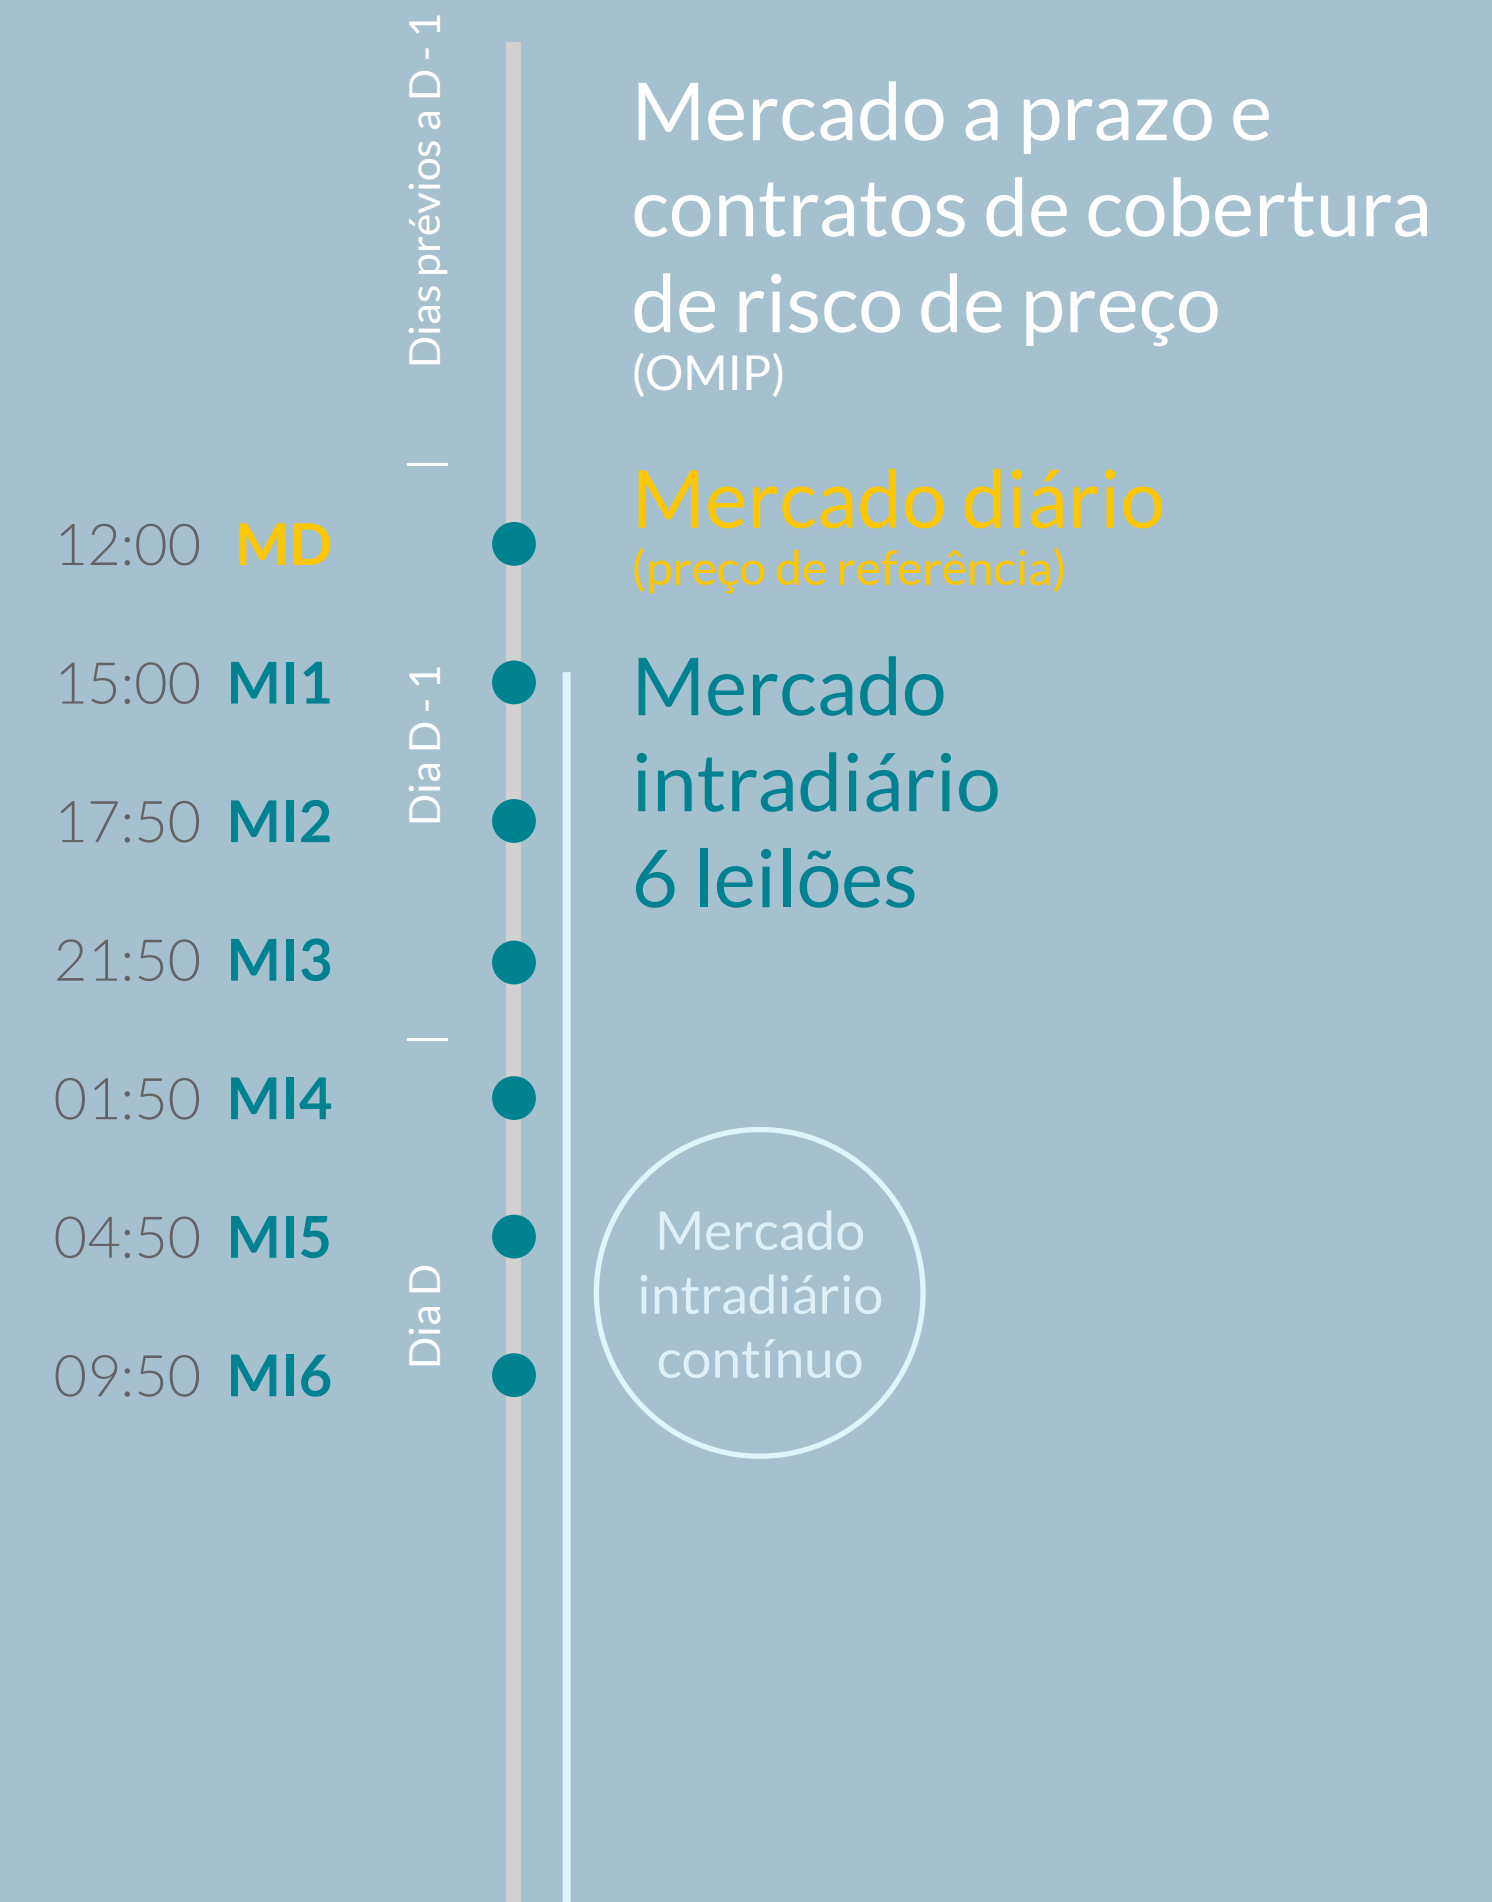 Dias prévios a D - 1
Mercado a prazo e
contratos de cobertura
de risco de preço
(OMIP)
Mercado diário
(preço de referência)
12:00 MD
Dia D - 1
15:00 MI1
17:50 MI2
21:50 MI3
Mercado
intradiário
6 leilões
Dia D
01:50 MI4
04:50 MI5
09:50 MI6
Mercado
intradiário
contínuo